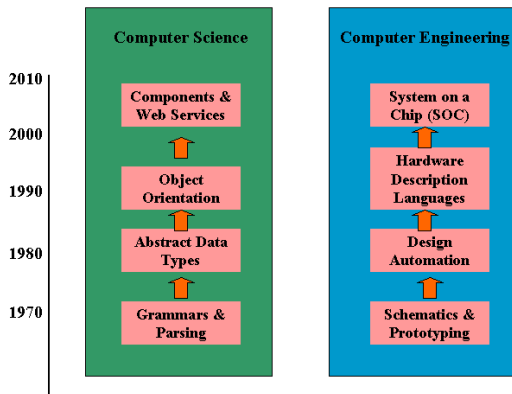 Computer Science
Computer Engineering
2010
2000
1990
1980
1970
Components &
Web Services
Object
Orientation
Abstract Data
Types
Grammars &
Parsing
System on a
Chip (SOC)
Hardware
Description
Languages
Design
Automation
Schematics &
Prototyping